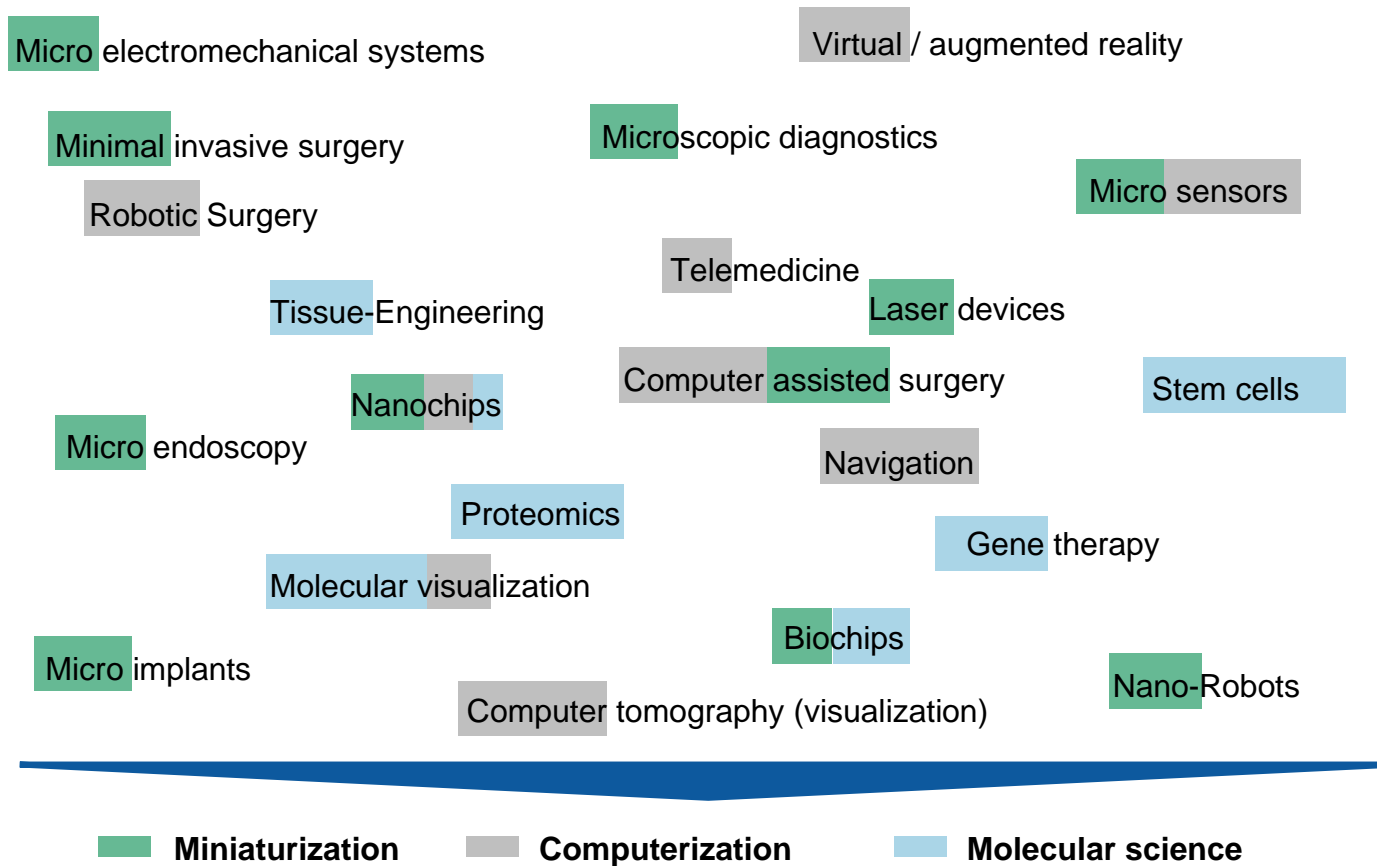 Micro electromechanical systems
Virtual / augmented reality
Minimal invasive surgery
Microscopic diagnostics
Micro sensors
Robotic Surgery
Telemedicine
Tissue-Engineering
Laser devices
Computer assisted surgery
Stem cells
Nanochips
Micro endoscopy
Navigation
Proteomics
Gene therapy
Molecular visualization
Biochips
Micro implants
Nano-Robots
Computer tomography (visualization)
Miniaturization
Computerization
Molecular science